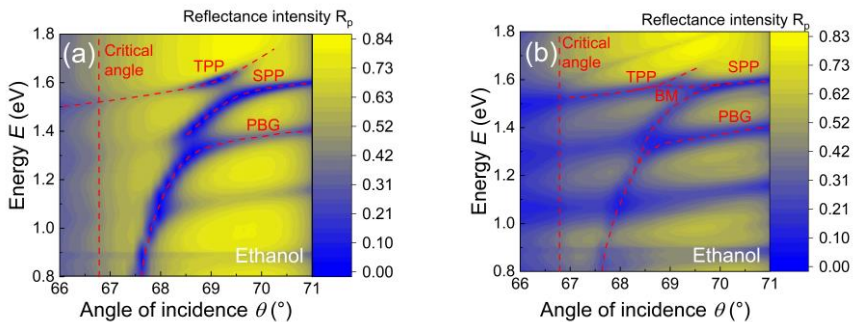 Reflectance intensity Rₚ
(a)
Critical
angle
TPP
SPP
PBG
Ethanol
1.8
1.6
1.4
1.2
1.0
0.8
Energy E (eV)
66 67 68 69 70 71
Angle of incidence θ (°)
0.84
0.73
0.63
0.52
0.42
0.31
0.21
0.10
0.00
Reflectance intensity Rₚ
(b)
Critical
angle
TPP
BM
SPP
PBG
Ethanol
1.8
1.6
1.4
1.2
1.0
0.8
Energy E (eV)
66 67 68 69 70 71
Angle of incidence θ (°)
0.83
0.73
0.62
0.52
0.42
0.31
0.21
0.10
0.00